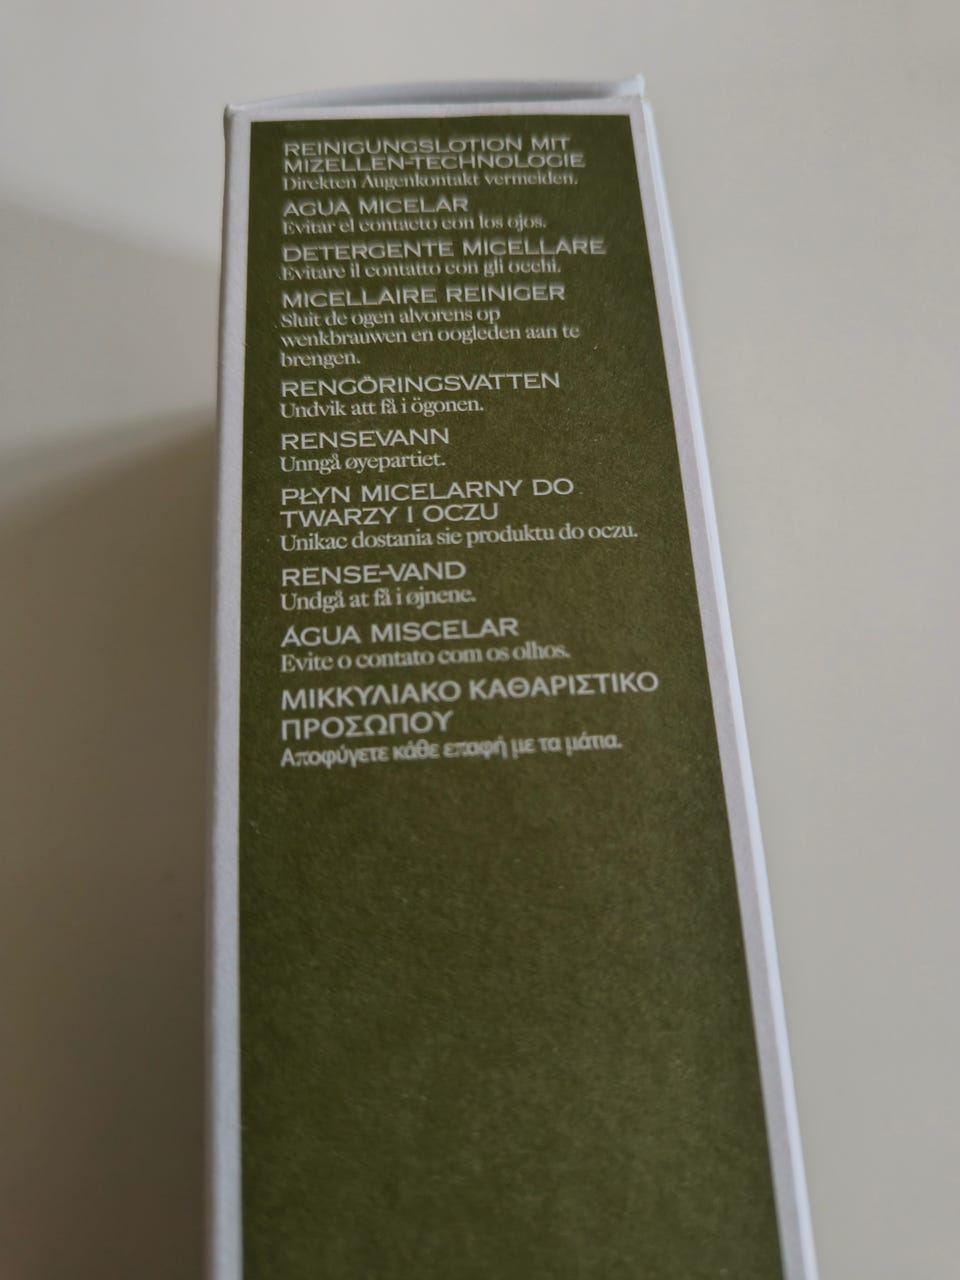 REINIGUNGSLOTION MIT
MIZELLEN-TECHNOLOGIE
Direkten Augenkontakt vermeiden.
AGUA MICELAR
Evitar el contacto con los ojos.
DETERGENTE MICELLARE
Evitare il contatto con gli occhi.
MICELLAIRE REINIGER
Sluit de ogen alvorens op
wenkbrauwen en oogleden aan te
brengen.
RENGÖRINGSVATTEN
Undvik att få i ögonen.
RENSEVANN
Unngå øyepartiet.
PŁYN MICELARNY DO
TWARZY I OCZU
Unikac dostania sie produktu do oczu.
RENSE-VAND
Undgå at få i øjnene.
ÁGUA MISCELAR
Evite o contato com os olhos.
ΜΙΚΚΥΛΙΑΚΟ ΚΑΘΑΡΙΣΤΙΚΟ
ΠΡΟΣΩΠΟΥ
Αποφύγετε κάθε επαφή με τα μάτια.